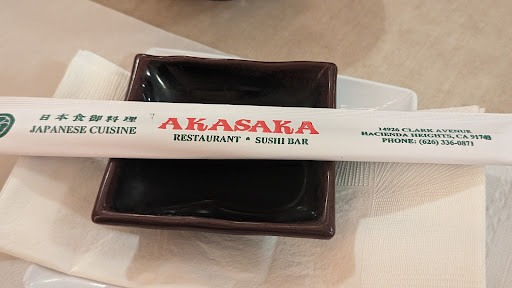 日本食御料理
JAPANESE CUISINE
AKASAKA
RESTAURANT • SUSHI BAR
14926 CLARK AVENUE
HACIENDA HEIGHTS, CA 91745
PHONE: (626) 336-0871